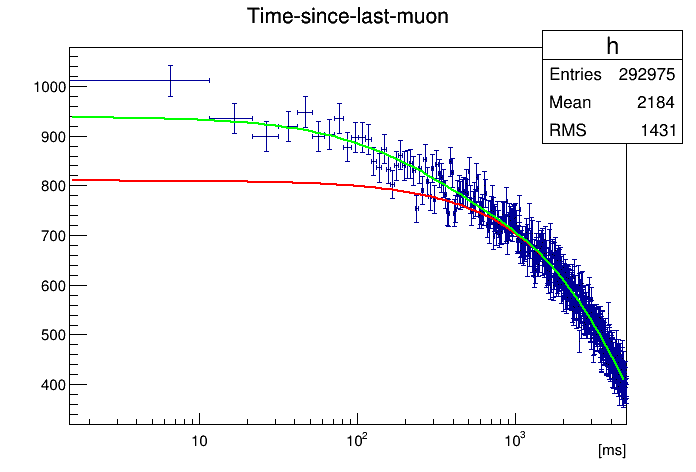 Time-since-last-muon
h
Entries 292975
Mean 2184
RMS 1431
1000
900
800
700
600
500
400
10
10²
10³
[ms]